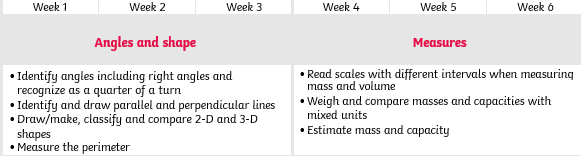 Week 1 Week 2 Week 3 Week 4 Week 5 Week 6
Angles and shape
• Identify angles including right angles and
recognize as a quarter of a turn
• Identify and draw parallel and perpendicular lines
• Draw/make, classify and compare 2-D and 3-D
shapes
• Measure the perimeter
Measures
• Read scales with different intervals when measuring
mass and volume
• Weigh and compare masses and capacities with
mixed units
• Estimate mass and capacity